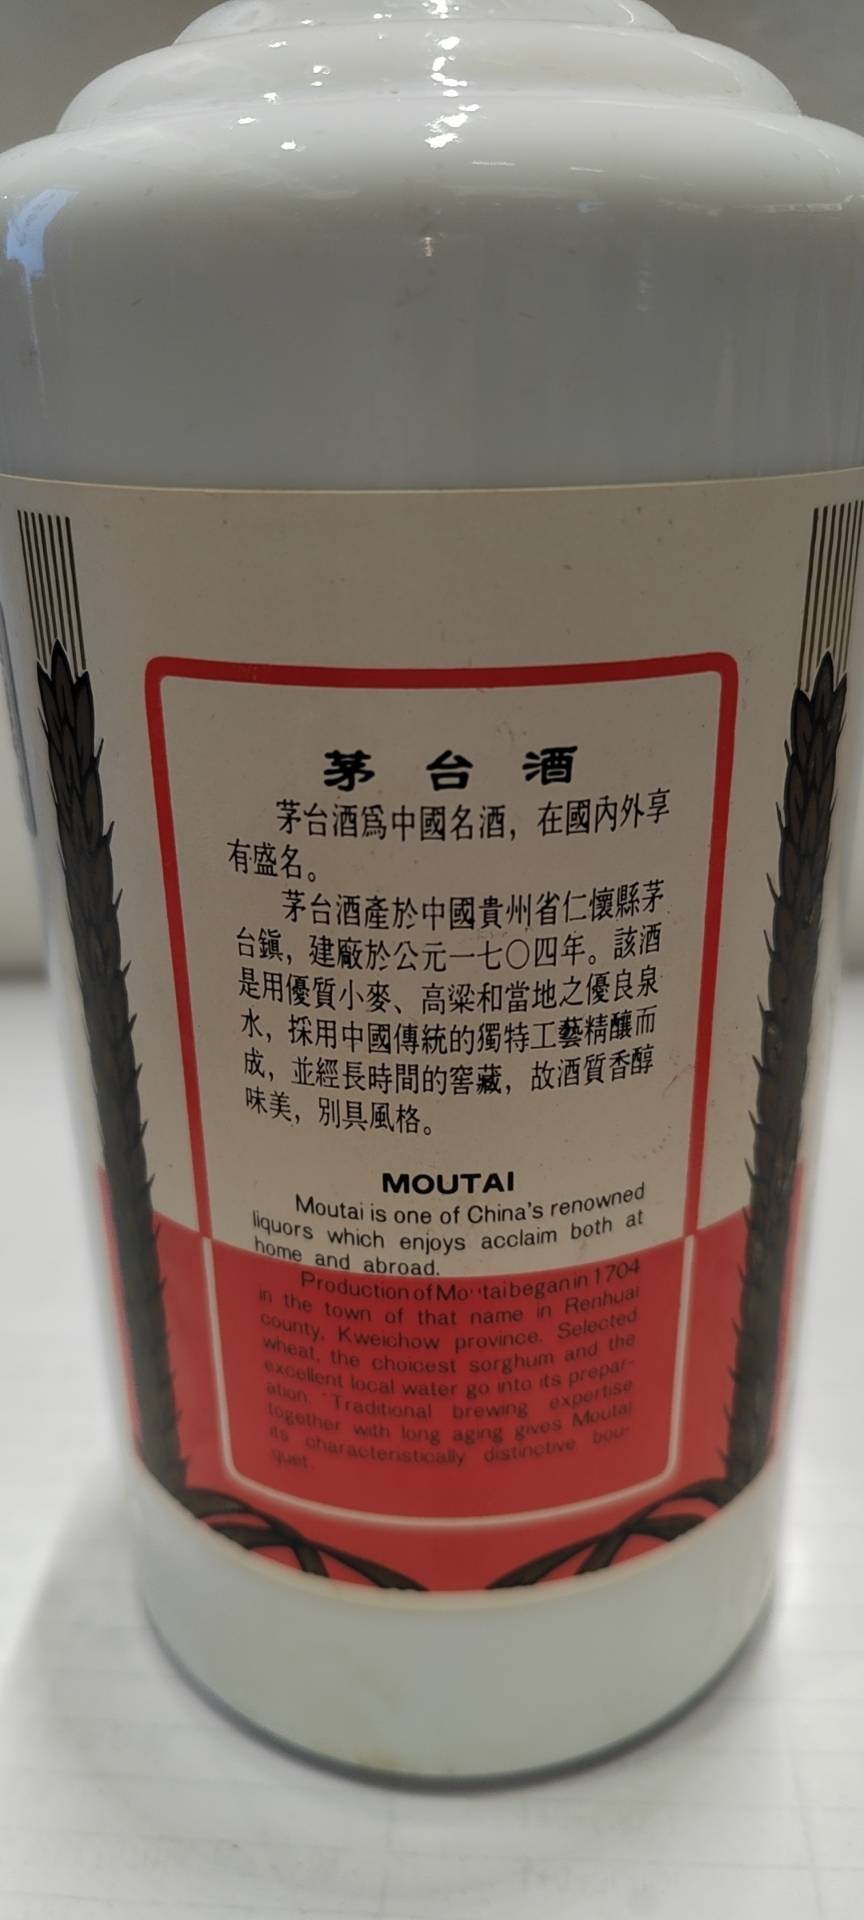 茅台酒
茅台酒爲中國名酒，在國內外享
有盛名。
茅台酒產於中國貴州省仁懷縣茅
台鎭，建廠於公元一七〇四年。該酒
是用優質小麥、高粱和當地之優良泉
水，採用中國傳統的獨特工藝精釀而
成，並經長時間的窖藏，故酒質香醇
味美，別具風格。
MOUTAI
Moutai is one of China's renowned
liquors which enjoys acclaim both at
home and abroad.
Production of Moutai began in 1704
in the town of that name in Renhuai
county, Kweichow province. Selected
wheat, the choicest sorghum and the
excellent local water go into its prepar-
ation. Traditional brewing expertise
together with long aging gives Moutai
its characteristically distinctive bou-
quet.